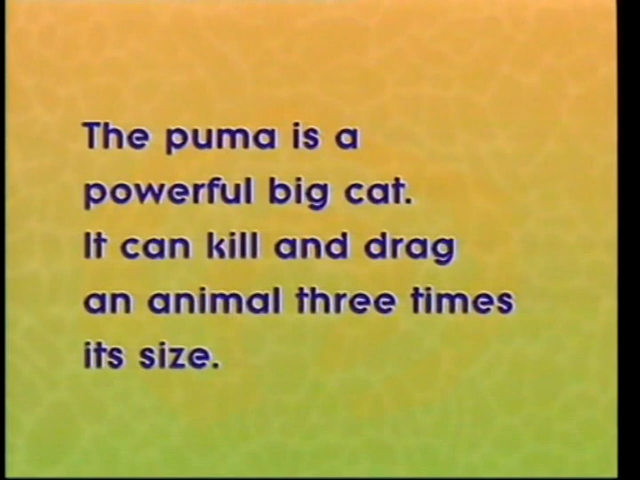 The puma is a
powerful big cat.
It can kill and drag
an animal three times
its size.